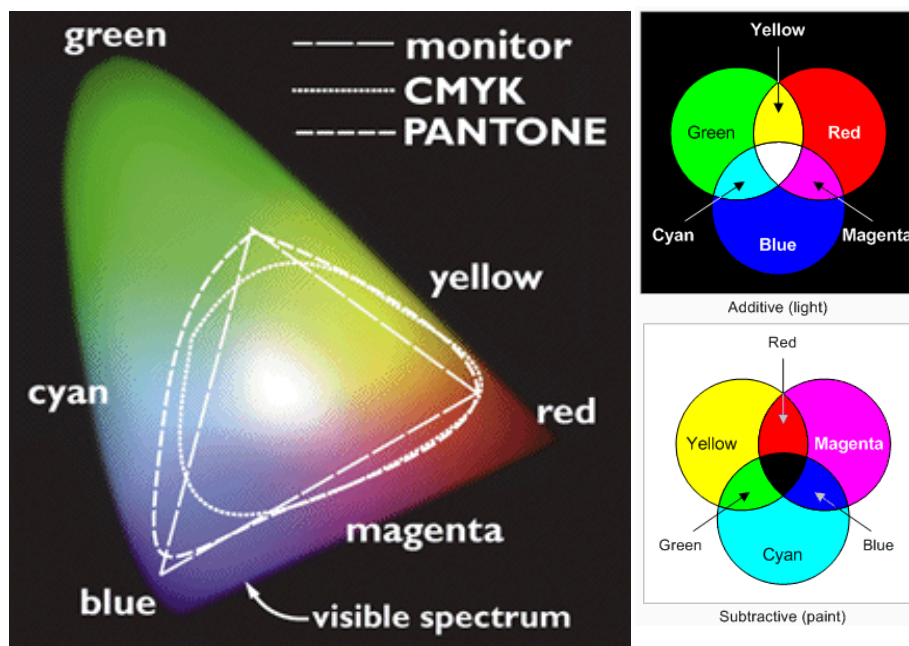 green
monitor
CMYK
PANTONE
yellow
cyan
red
magenta
blue
visible spectrum
Yellow
Green
Red
Cyan
Blue
Magenta
Additive (light)
Red
Yellow
Magenta
Green
Cyan
Blue
Subtractive (paint)